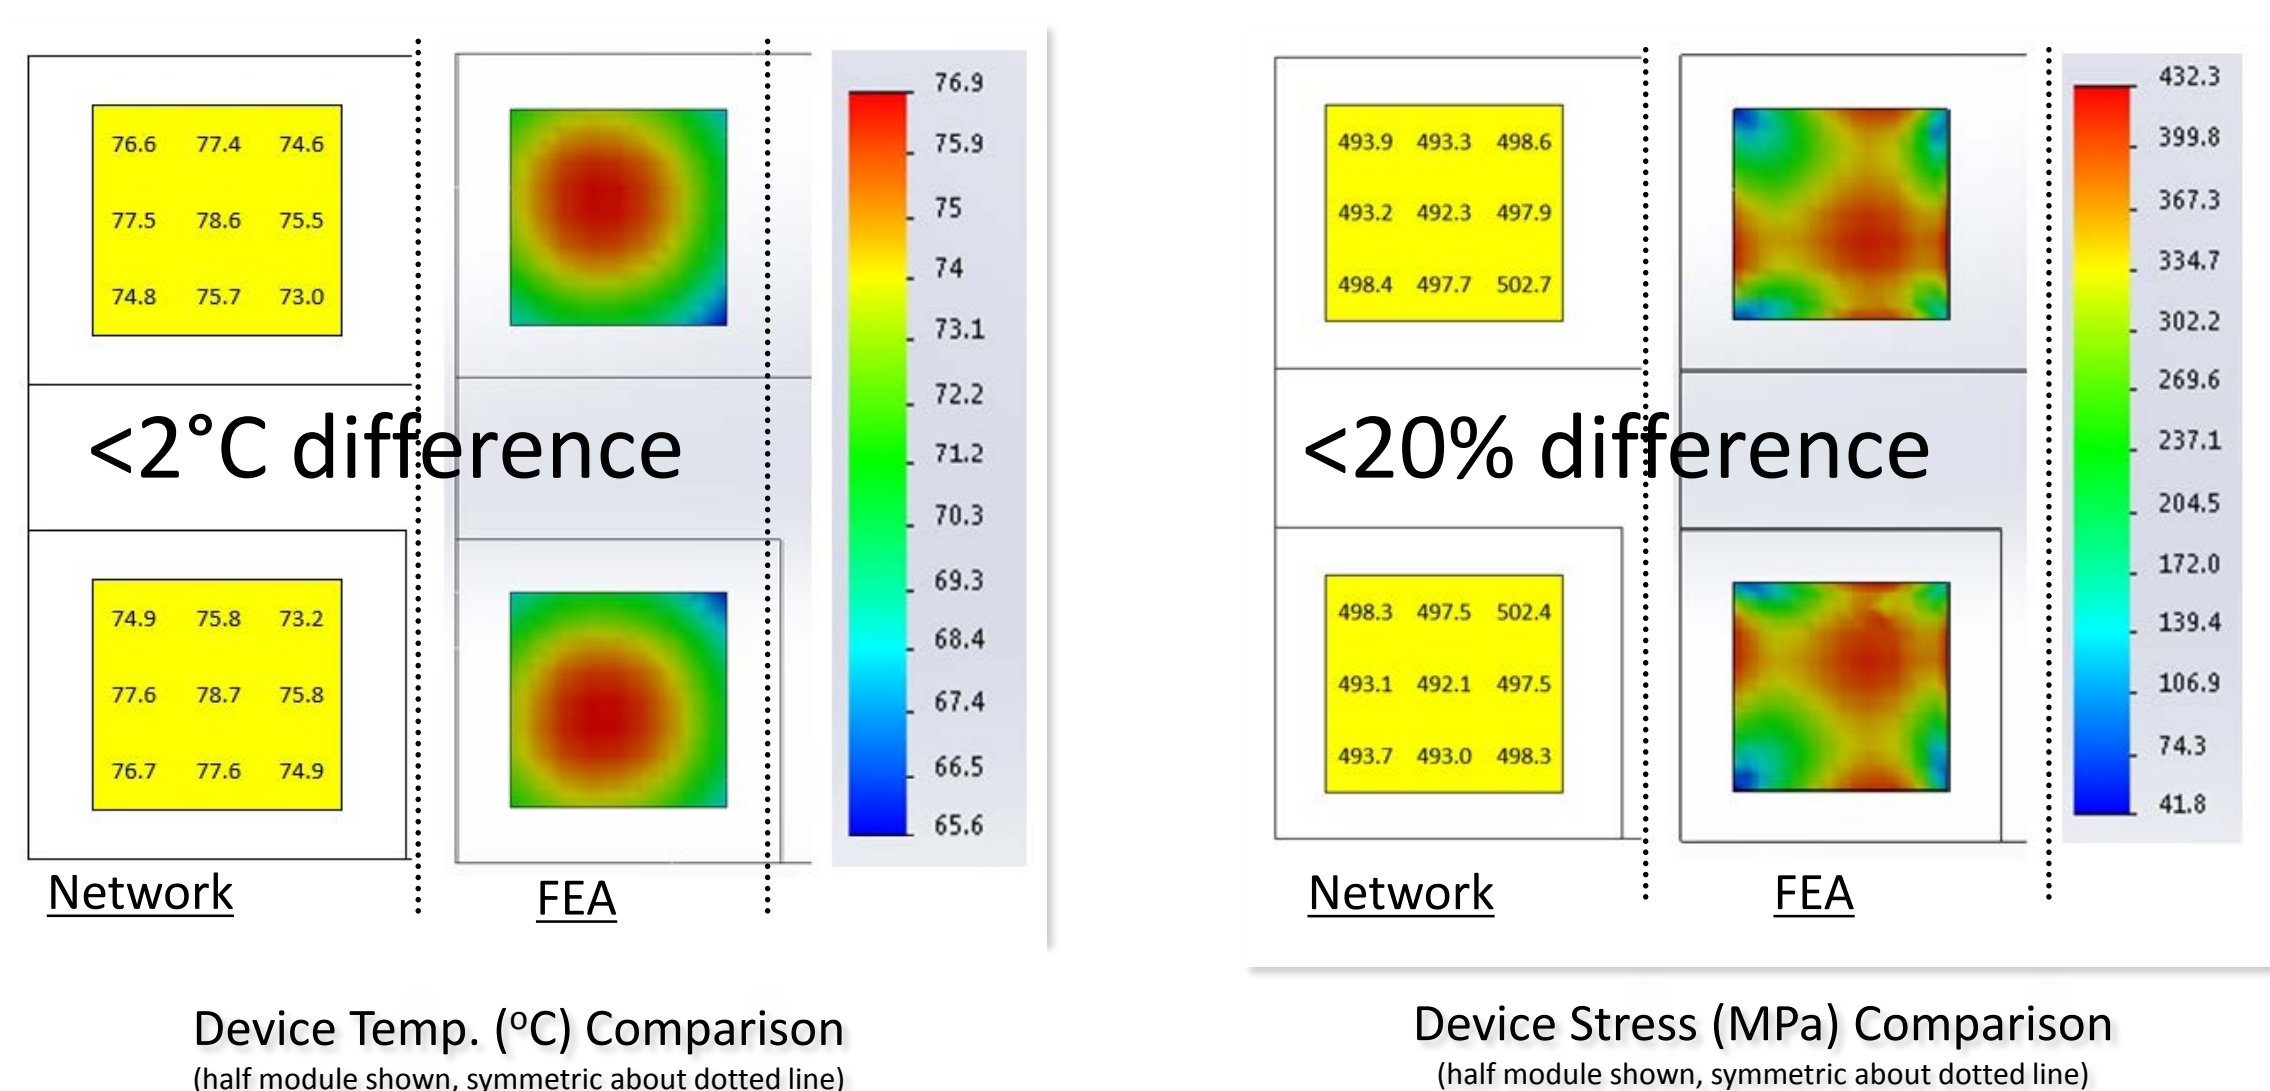 76.6 77.4 74.6
77.5 78.6 75.5
74.8 75.7 73.0
<2°C difference
74.9 75.8 73.2
77.6 78.7 75.8
76.7 77.6 74.9
Network
FEA
76.9
75.9
75
74
73.1
72.2
71.2
70.3
69.3
68.4
67.4
66.5
65.6
Device Temp. (ºC) Comparison
(half module shown, symmetric about dotted line)
493.9 493.3 498.6
493.2 492.3 497.9
498.4 497.7 502.7
<20% difference
498.3 497.5 502.4
493.1 492.1 497.5
493.7 493.0 498.3
Network
FEA
432.3
399.8
367.3
334.7
302.2
269.6
237.1
204.5
172.0
139.4
106.9
74.3
41.8
Device Stress (MPa) Comparison
(half module shown, symmetric about dotted line)